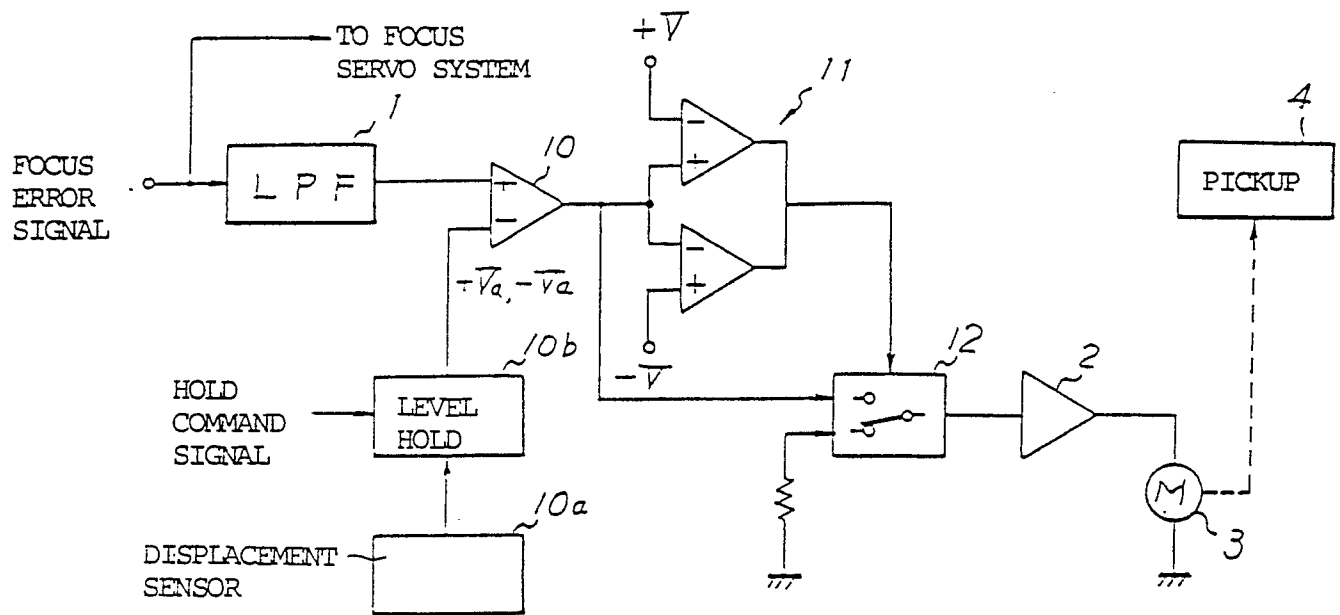 TO FOCUS
SERVO SYSTEM
+V
11
1
4
10
FOCUS
ERROR
SIGNAL
LPF
+
−
−
+
−
+
PICKUP
+Va, −Va
−V
10b
12
2
HOLD
COMMAND
SIGNAL
LEVEL
HOLD
10a
M
3
DISPLACEMENT
SENSOR